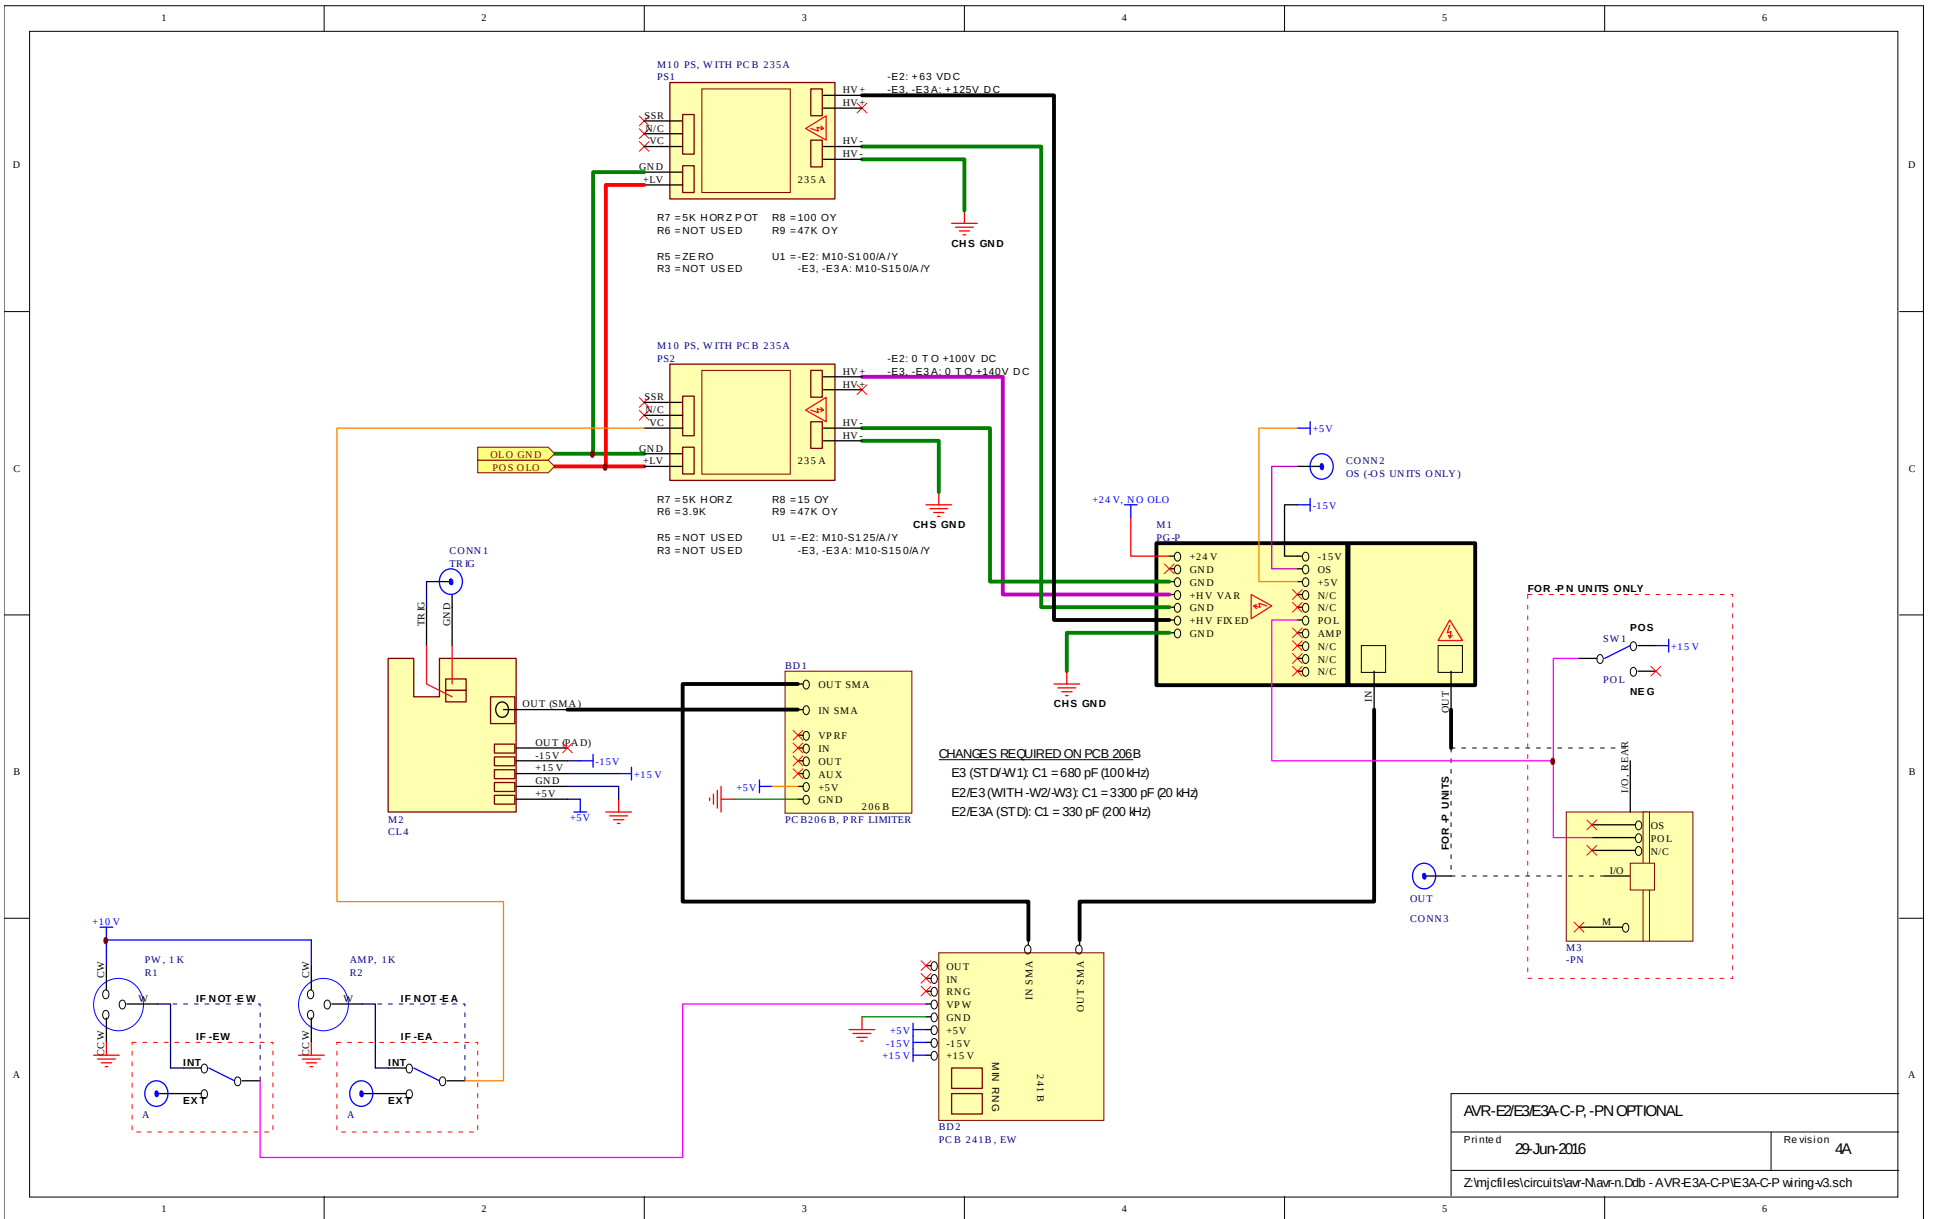 1 2 3 4 5 6
D
D
C
C
B
B
A
A
M10 PS, WITH PCB 235A
PS1
-E2: +63 VDC
-E3, -E3A: +125V DC
HV+
HV+
SSR
N/C
VC
HV-
HV-
GND
+LV
235A
R7 = 5K HORZ POT R8 = 100 OY
R6 = NOT USED R9 = 47K OY
R5 = ZERO U1 = -E2: M10-S100/A/Y
R3 = NOT USED -E3, -E3A: M10-S150/A/Y
CHS GND
M10 PS, WITH PCB 235A
PS2
-E2: 0 TO +100V DC
-E3, -E3A: 0 TO +140V DC
HV+
HV+
SSR
N/C
VC
HV-
HV-
GND
+LV
235A
OLO GND
POS OLO
R7 = 5K HORZ R8 = 15 OY
R6 = 3.9K R9 = 47K OY
R5 = NOT USED U1 = -E2: M10-S125/A/Y
R3 = NOT USED -E3, -E3A: M10-S150/A/Y
CHS GND
+5V
CONN2
OS (-OS UNITS ONLY)
-15V
+24V, NO OLO
M1
PG-P
+24V
GND
GND
+HV VAR
GND
+HV FIXED
GND
-15V
OS
+5V
N/C
N/C
POL
AMP
N/C
N/C
N/C
IN
OUT
CHS GND
CONN1
TRIG
TRIG
GND
OUT (SMA)
OUT (PAD)
-15V
+15V
GND
+5V
-15V
+15V
+5V
M2
CL4
BD1
OUT SMA
IN SMA
VPRF
IN
OUT
AUX
+5V
GND
+5V
206B
PCB206B, PRF LIMITER
CHANGES REQUIRED ON PCB 206B
E3 (STD/-W1): C1 = 680 pF (100 kHz)
E2/E3 (WITH -W2/-W3): C1 = 3300 pF (20 kHz)
E2/E3A (STD): C1 = 330 pF (200 kHz)
FOR -PN UNITS ONLY
POS
SW1
+15V
POL
NEG
I/O, REAR
OS
POL
N/C
I/O
M
M3
-PN
FOR -P UNITS
OUT
CONN3
+10V
PW, 1K
R1
CW
W
CCW
IF NOT -EW
IF -EW
INT
EXT
A
AMP, 1K
R2
CW
W
CCW
IF NOT -EA
IF -EA
INT
EXT
A
OUT
IN
RNG
VPW
GND
+5V
-15V
+15V
+5V
-15V
+15V
IN SMA
OUT SMA
MIN RNG
241B
BD2
PCB 241B, EW
AVR-E2/E3/E3A-C-P, -PN OPTIONAL
Printed 29-Jun-2016 Revision 4A
Z:\mjcfiles\circuits\avr-N\avr-n.Ddb - AVR-E3A-C-P\E3A-C-P wiring-v3.sch
1 2 3 4 5 6